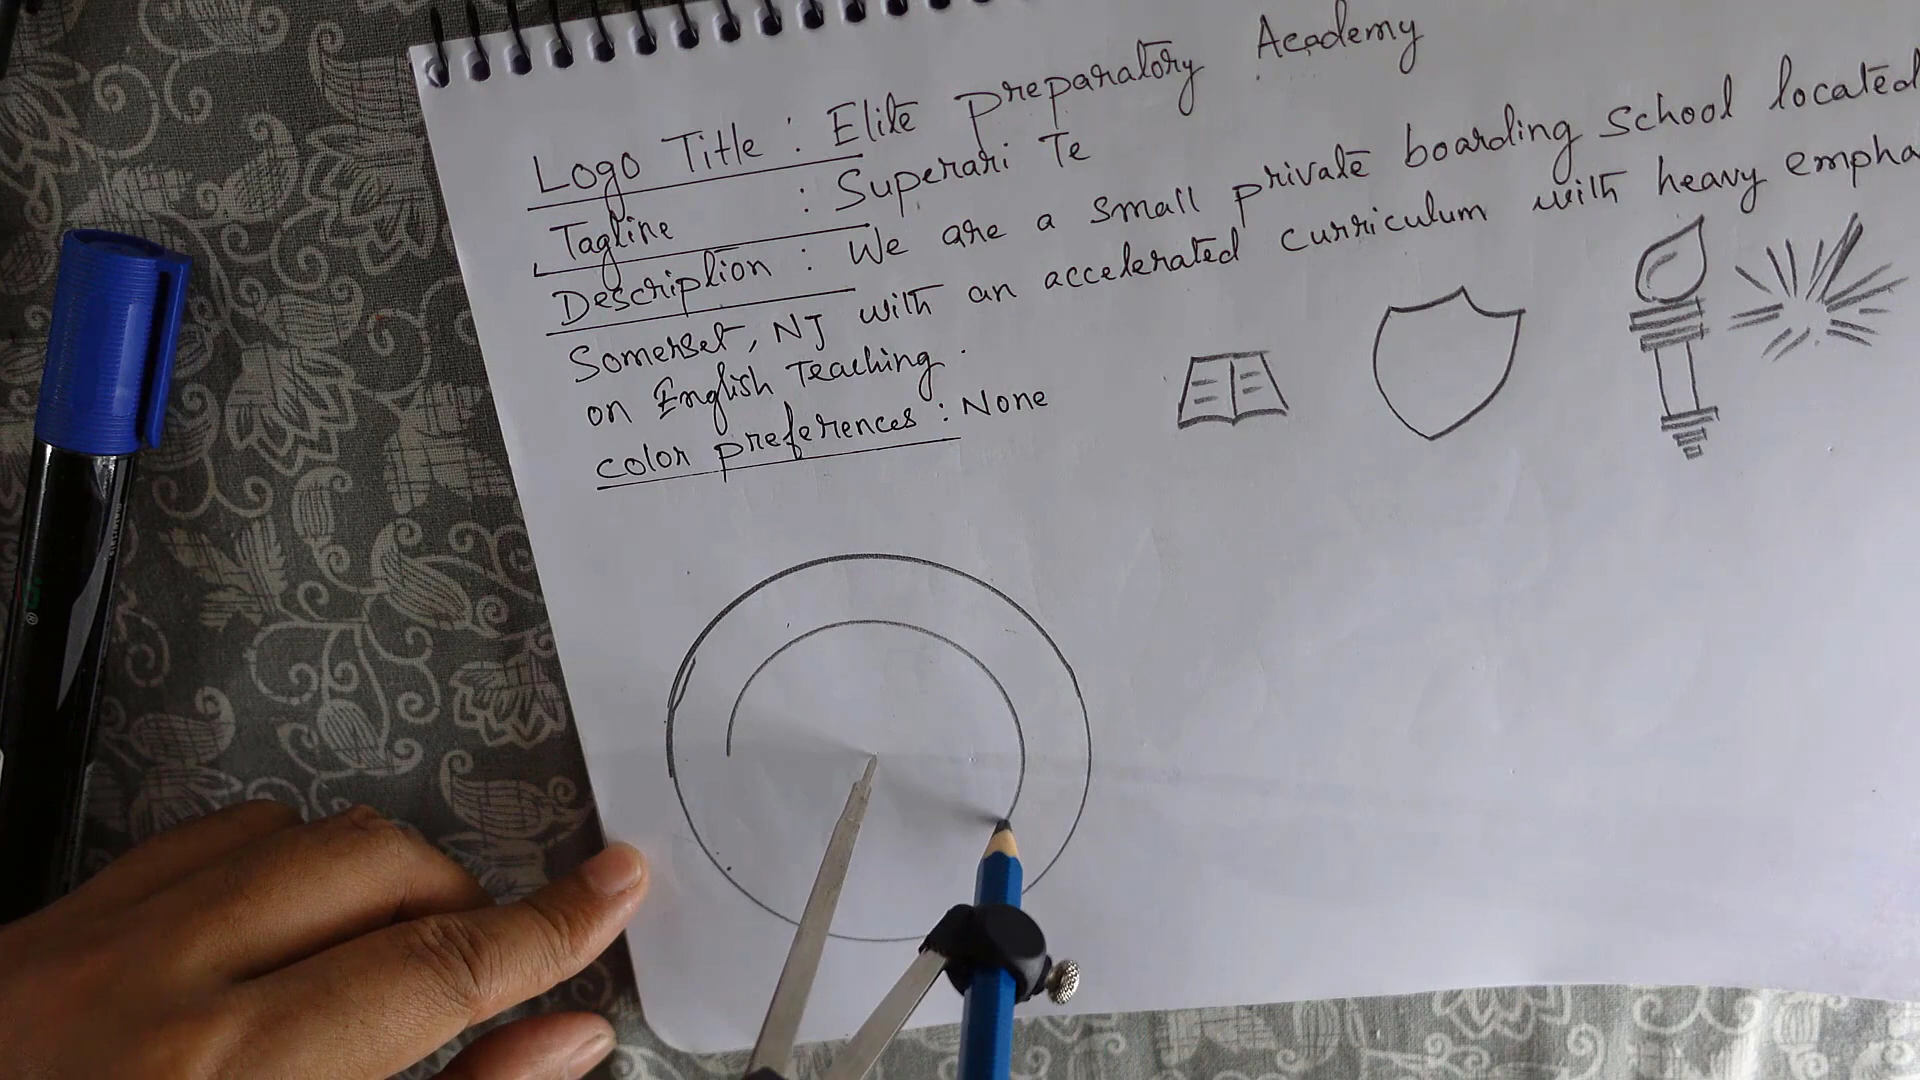 Logo Title : Elite preparatory Academy
Tagline : Superari Te
Description : We are a small private boarding school located
Somerset, NJ with an accelerated curriculum with heavy empha
on English Teaching.
color preferences : None